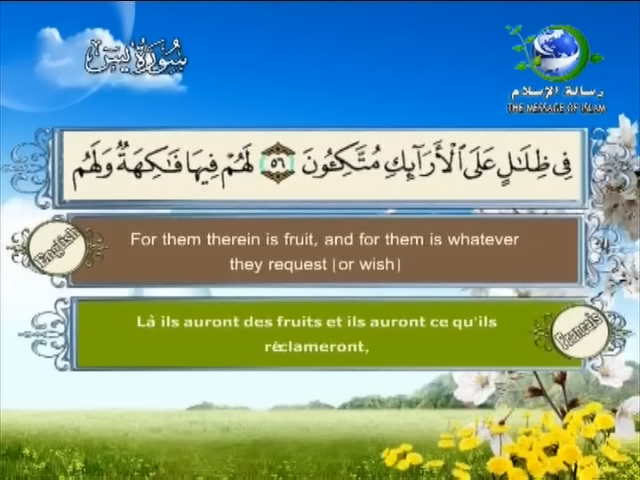 سورة يس
رسالة الإسلام
THE MESSAGE OF ISLAM
فِى ظِلَٰلٍ عَلَى ٱلْأَرَآئِكِ مُتَّكِـُٔونَ ٥٦ لَهُمْ فِيهَا فَٰكِهَةٌ وَلَهُم
English
For them therein is fruit, and for them is whatever
they request [or wish]
Là ils auront des fruits et ils auront ce qu'ils
réclameront,
Francais